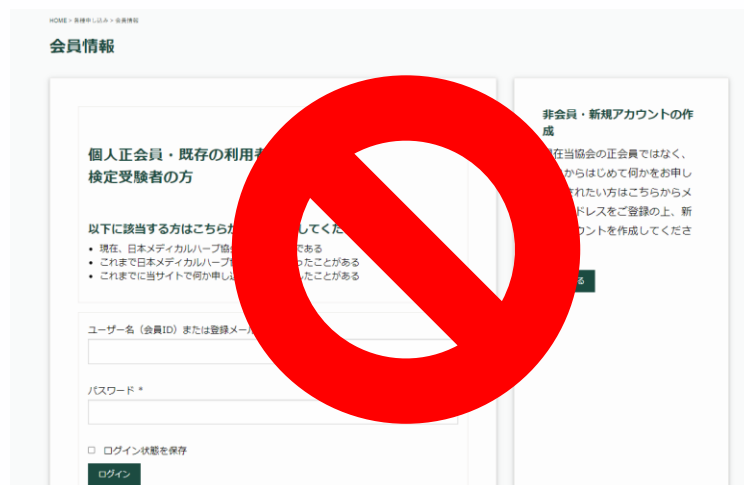 HOME > 各種申し込み > 会員情報
会員情報
個人正会員・既存の利用者
検定受験者の方
以下に該当する方はこちらか してくだ
現在、日本メディカルハーブ協 である
これまで日本メディカルハーブ ったことがある
これまでに当サイトで何か申し込 したことがある
ユーザー名（会員ID）または登録メール
パスワード *
ログイン状態を保存
ログイン
非会員・新規アカウントの作
成
在当協会の正会員ではなく、
からはじめて何かをお申し
されたい方はこちらからメ
ドレスをご登録の上、新
ウントを作成してくださ
る